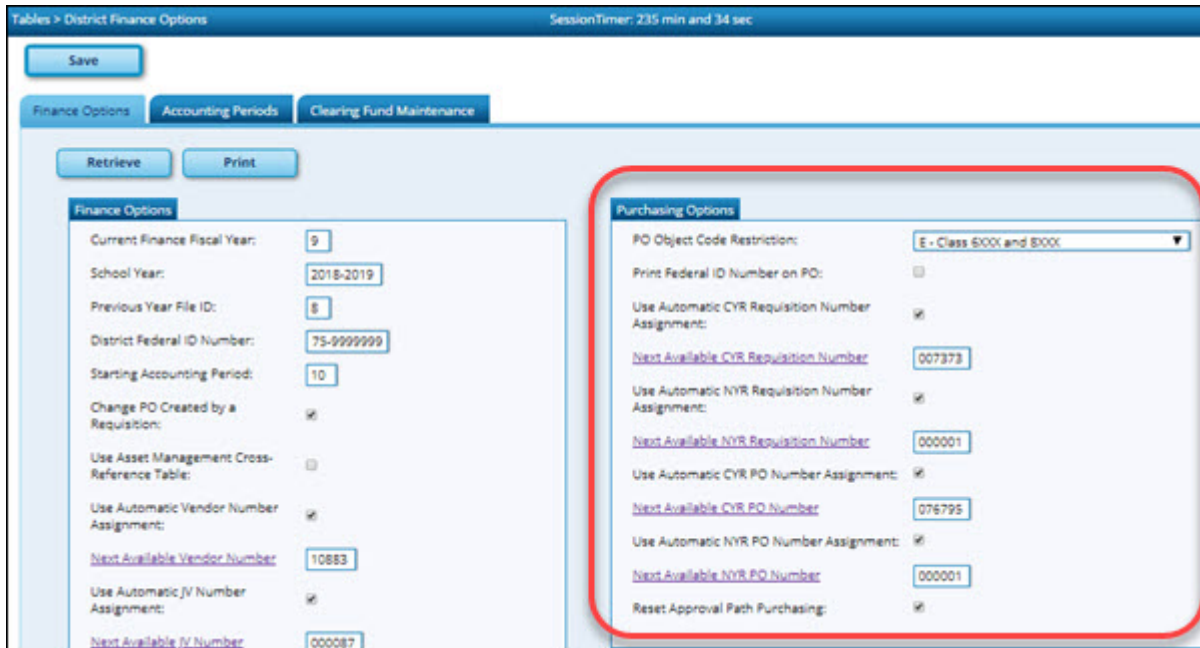 Tables > District Finance Options
SessionTimer: 235 min and 34 sec
Save
Finance Options
Accounting Periods
Clearing Fund Maintenance
Retrieve
Print
Finance Options
Current Finance Fiscal Year:
9
School Year:
2018-2019
Previous Year File ID:
8
District Federal ID Number:
75-9999999
Starting Accounting Period:
10
Change PO Created by a
Requisition:
Use Asset Management Cross-
Reference Table:
Use Automatic Vendor Number
Assignment:
Next Available Vendor Number
10883
Use Automatic JV Number
Assignment:
Next Available JV Number
000087
Purchasing Options
PO Object Code Restriction:
E - Class 6XXX and 8XXX
Print Federal ID Number on PO:
Use Automatic CYR Requisition Number
Assignment:
Next Available CYR Requisition Number
007373
Use Automatic NYR Requisition Number
Assignment:
Next Available NYR Requisition Number
000001
Use Automatic CYR PO Number Assignment:
Next Available CYR PO Number
076795
Use Automatic NYR PO Number Assignment:
Next Available NYR PO Number
000001
Reset Approval Path Purchasing: